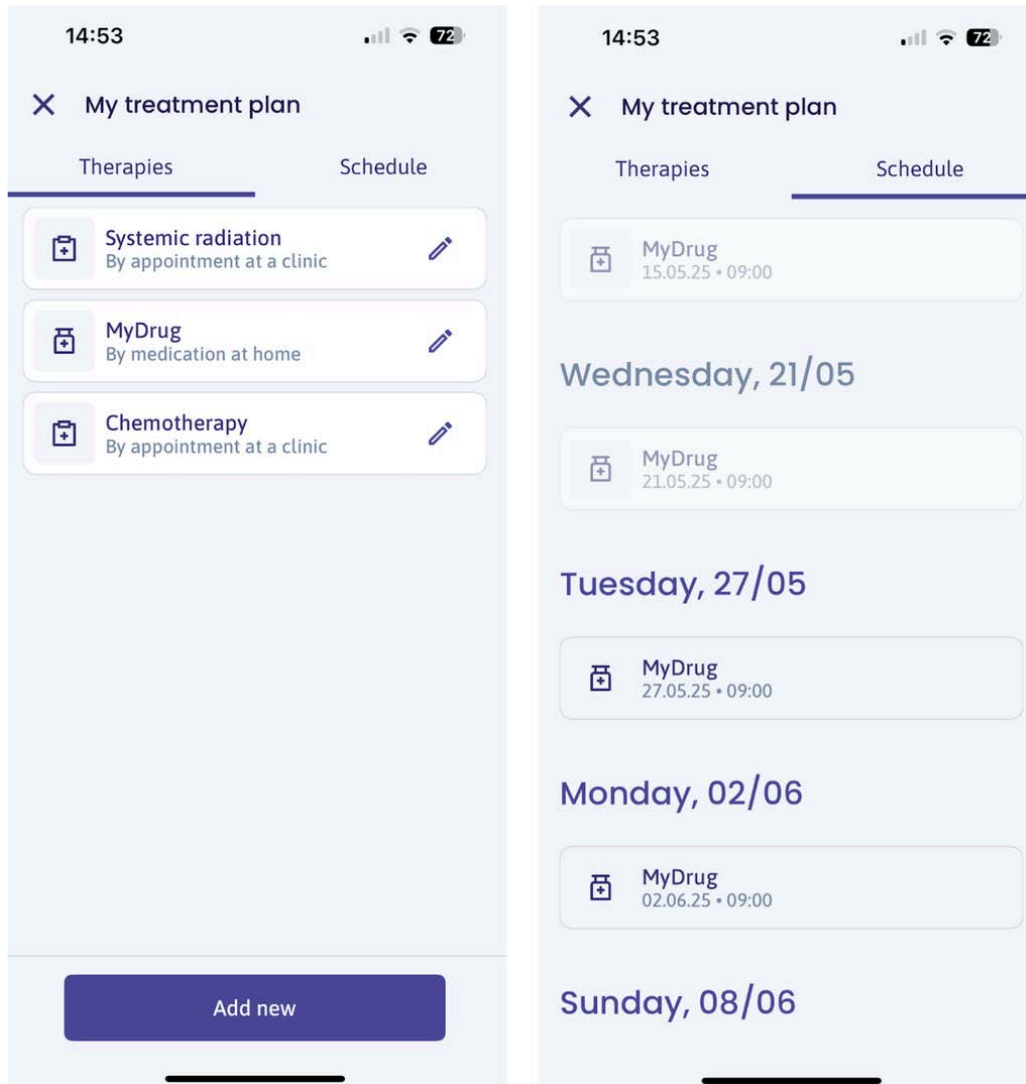 14:53
72
My treatment plan
Therapies
Schedule
Systemic radiation
By appointment at a clinic
MyDrug
By medication at home
Chemotherapy
By appointment at a clinic
Add new
14:53
72
My treatment plan
Therapies
Schedule
MyDrug
15.05.25 • 09:00
Wednesday, 21/05
MyDrug
21.05.25 • 09:00
Tuesday, 27/05
MyDrug
27.05.25 • 09:00
Monday, 02/06
MyDrug
02.06.25 • 09:00
Sunday, 08/06